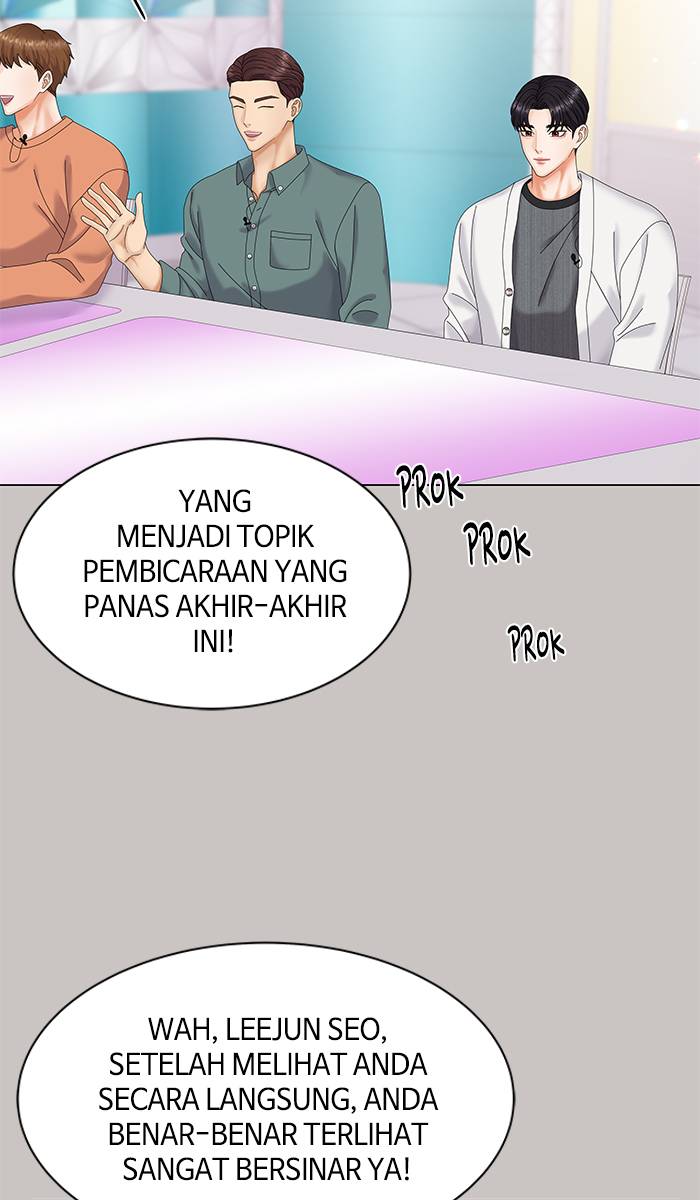 YANG
MENJADI TOPIK
PEMBICARAAN YANG
PANAS AKHIR-AKHIR
INI!
PROK
PROK
PROK
WAH, LEEJUN SEO,
SETELAH MELIHAT ANDA
SECARA LANGSUNG, ANDA
BENAR-BENAR TERLIHAT
SANGAT BERSINAR YA!